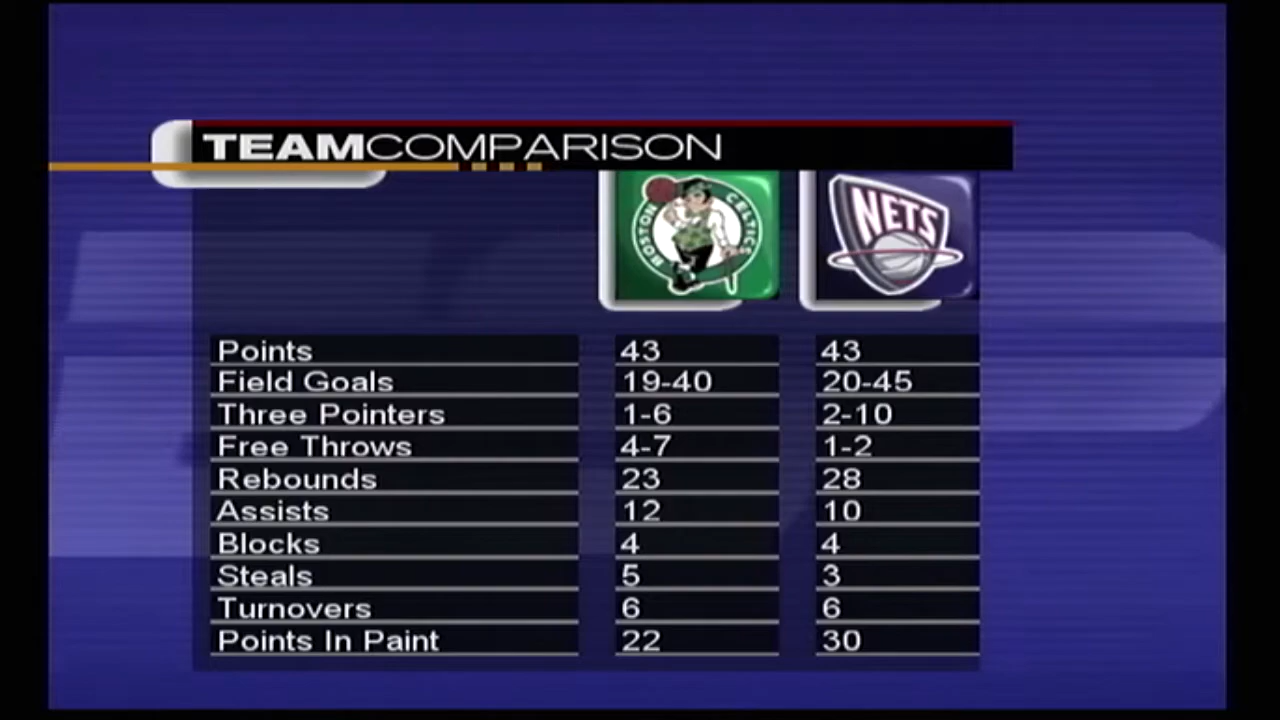 TEAMCOMPARISON
BOSTON CELTICS
NETS
Points 43 43
Field Goals 19-40 20-45
Three Pointers 1-6 2-10
Free Throws 4-7 1-2
Rebounds 23 28
Assists 12 10
Blocks 4 4
Steals 5 3
Turnovers 6 6
Points In Paint 22 30